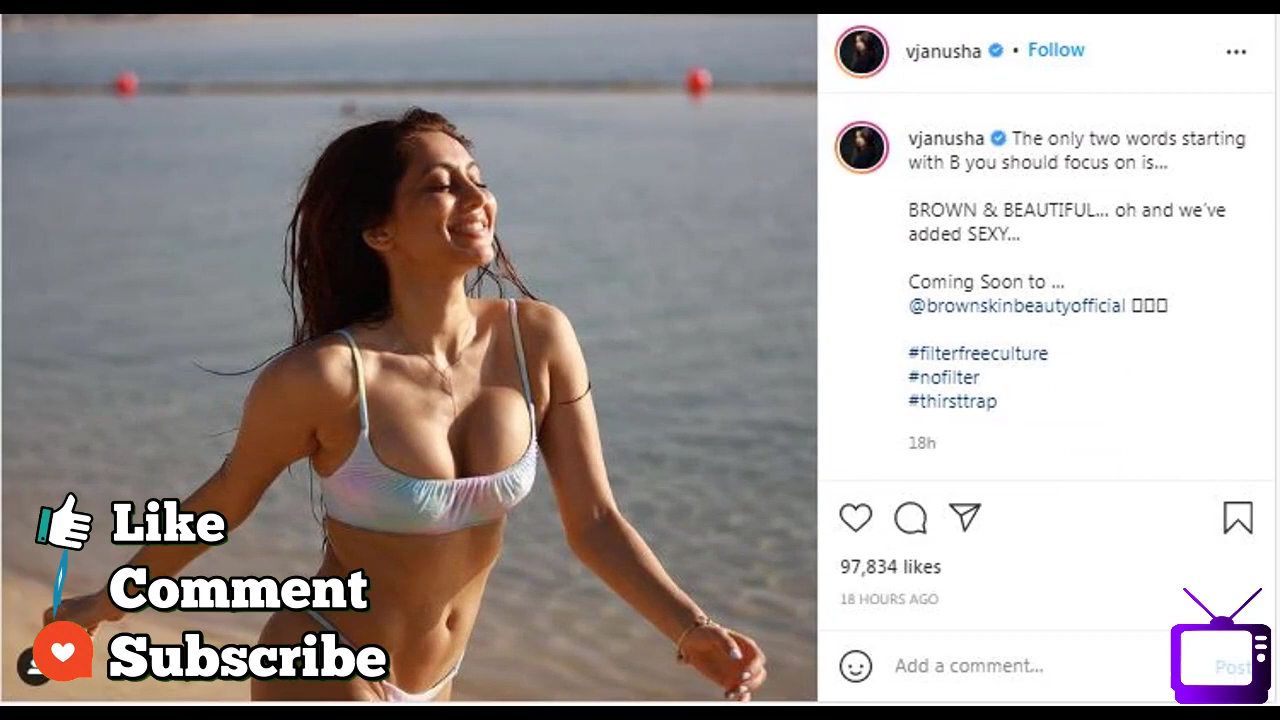 vjanusha • Follow
vjanusha The only two words starting
with B you should focus on is...
BROWN & BEAUTIFUL... oh and we've
added SEXY...
Coming Soon to ...
@brownskinbeautyofficial
#filterfreeculture
#nofilter
#thirsttrap
18h
97,834 likes
18 HOURS AGO
Add a comment...
Post
Like
Comment
Subscribe